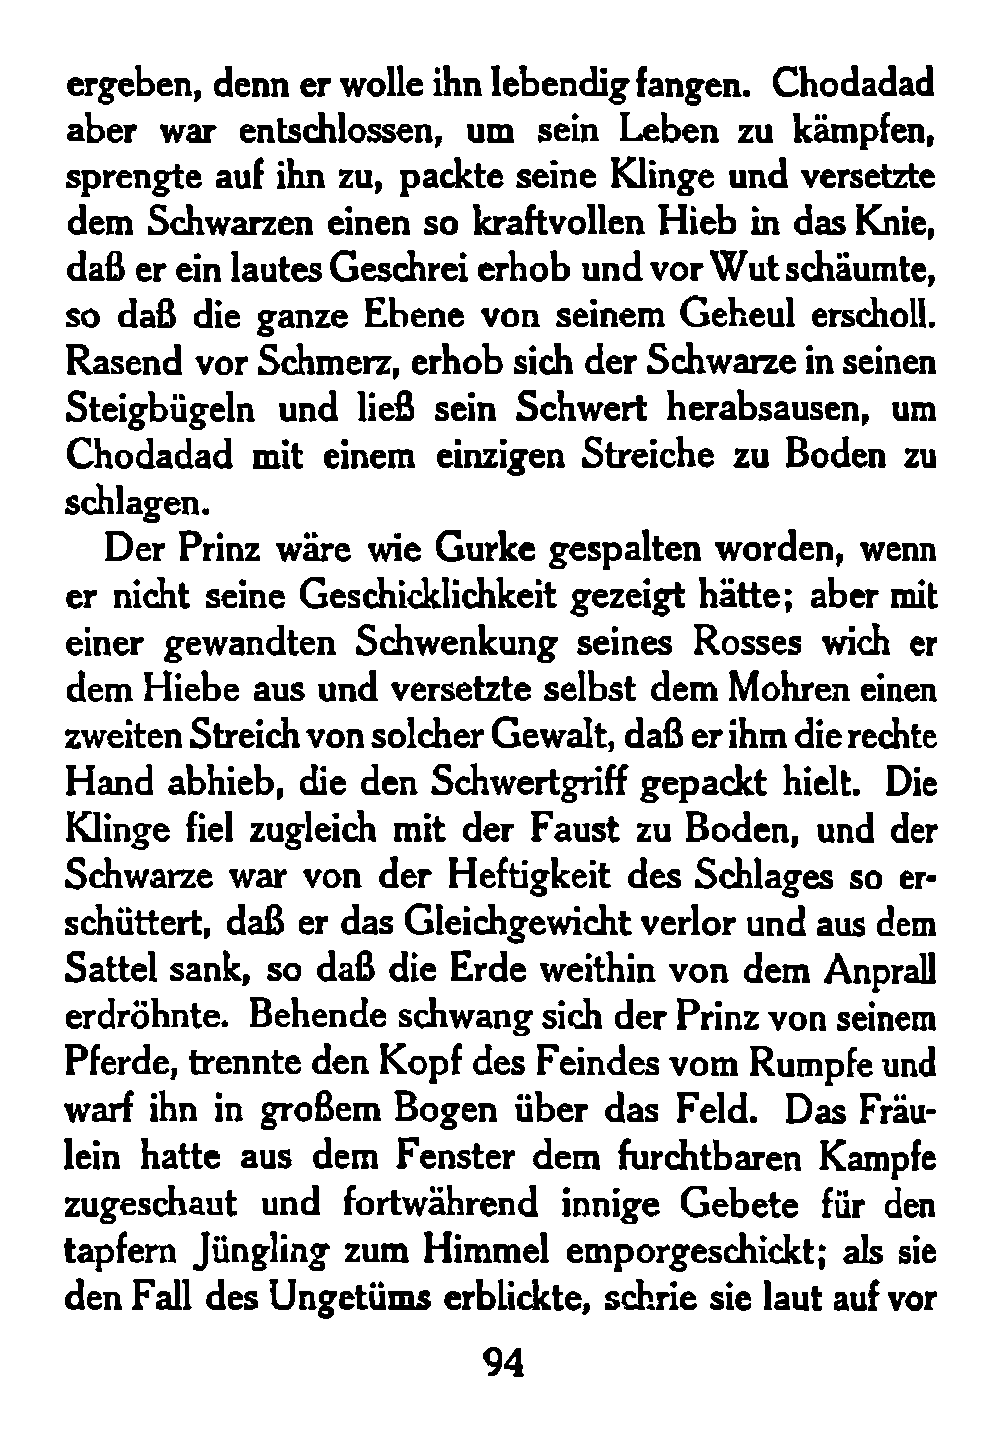 ergeben, denn er wolle ihn lebendig fangen. Chodadad
aber war entschlossen, um sein Leben zu kämpfen,
sprengte auf ihn zu, packte seine Klinge und versetzte
dem Schwarzen einen so kraftvollen Hieb in das Knie,
daß er ein lautes Geschrei erhob und vor Wut schäumte,
so daß die ganze Ebene von seinem Geheul erscholl.
Rasend vor Schmerz, erhob sich der Schwarze in seinen
Steigbügeln und ließ sein Schwert herabsausen, um
Chodadad mit einem einzigen Streiche zu Boden zu
schlagen.
Der Prinz wäre wie Gurke gespalten worden, wenn
er nicht seine Geschicklichkeit gezeigt hätte; aber mit
einer gewandten Schwenkung seines Rosses wich er
dem Hiebe aus und versetzte selbst dem Mohren einen
zweiten Streich von solcher Gewalt, daß er ihm die rechte
Hand abhieb, die den Schwertgriff gepackt hielt. Die
Klinge fiel zugleich mit der Faust zu Boden, und der
Schwarze war von der Heftigkeit des Schlages so er-
schüttert, daß er das Gleichgewicht verlor und aus dem
Sattel sank, so daß die Erde weithin von dem Anprall
erdröhnte. Behende schwang sich der Prinz von seinem
Pferde, trennte den Kopf des Feindes vom Rumpfe und
warf ihn in großem Bogen über das Feld. Das Fräu-
lein hatte aus dem Fenster dem furchtbaren Kampfe
zugeschaut und fortwährend innige Gebete für den
tapfern Jüngling zum Himmel emporgeschickt; als sie
den Fall des Ungetüms erblickte, schrie sie laut auf vor
94